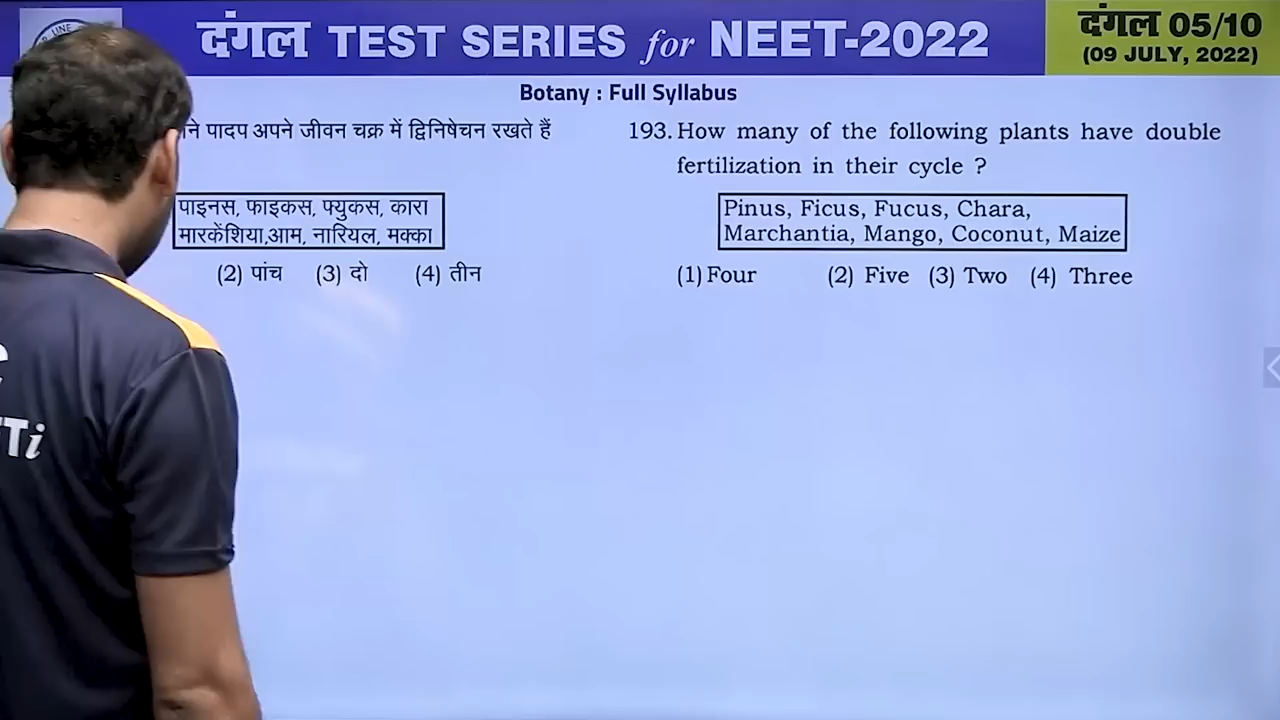 LINE
दंगल TEST SERIES for NEET-2022
दंगल 05/10
(09 JULY, 2022)
Botany : Full Syllabus
पादप अपने जीवन चक्र में द्विनिषेचन रखते हैं
पाइनस, फाइकस, फ्युकस, कारा
मारकेंशिया,आम, नारियल, मक्का
(2) पांच (3) दो (4) तीन
193. How many of the following plants have double
fertilization in their cycle ?
Pinus, Ficus, Fucus, Chara,
Marchantia, Mango, Coconut, Maize
(1) Four (2) Five (3) Two (4) Three